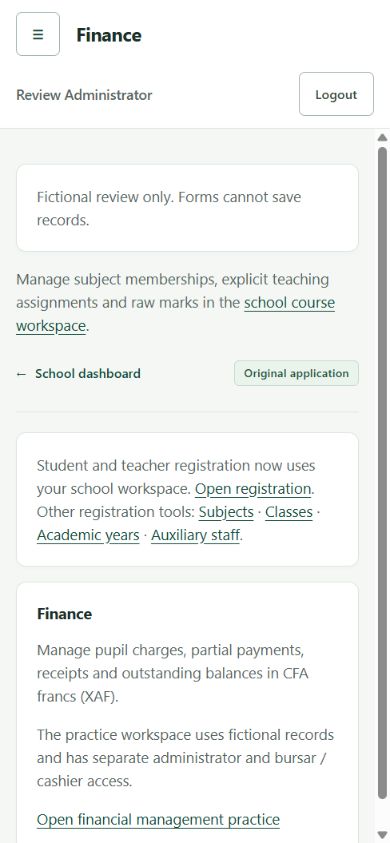 ☰ Finance
Review Administrator Logout
Fictional review only. Forms cannot save
records.
Manage subject memberships, explicit teaching
assignments and raw marks in the school course
workspace.
← School dashboard Original application
Student and teacher registration now uses
your school workspace. Open registration.
Other registration tools: Subjects · Classes ·
Academic years · Auxiliary staff.
Finance
Manage pupil charges, partial payments,
receipts and outstanding balances in CFA
francs (XAF).
The practice workspace uses fictional records
and has separate administrator and bursar /
cashier access.
Open financial management practice